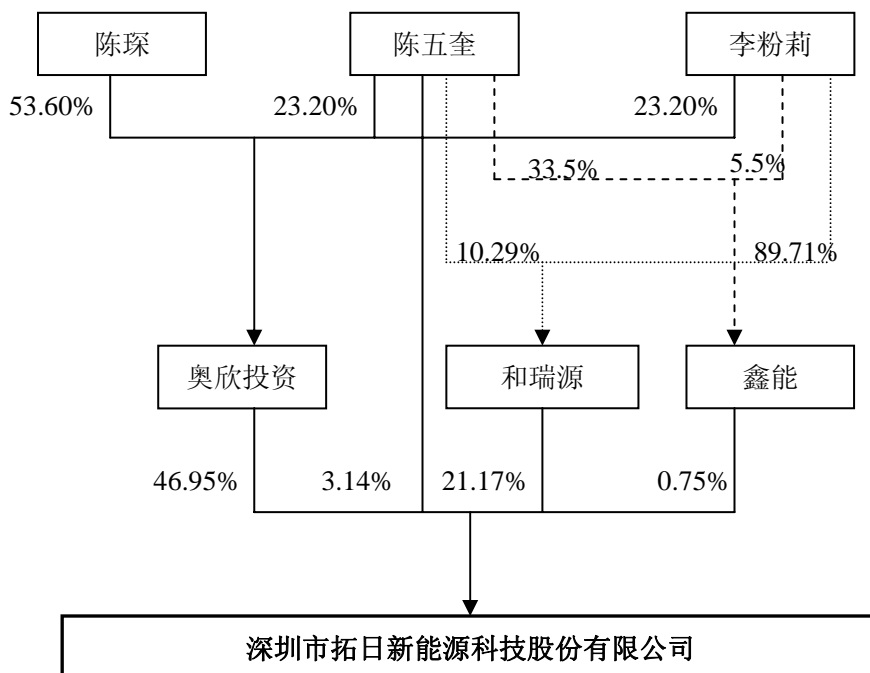 陈琛
陈五奎
李粉莉
53.60%
23.20%
23.20%
33.5%
5.5%
10.29%
89.71%
奥欣投资
和瑞源
鑫能
46.95%
3.14%
21.17%
0.75%
深圳市拓日新能源科技股份有限公司